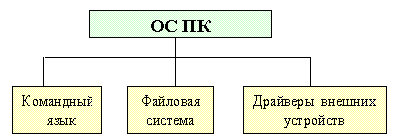 ОС ПК
Командный
язык
Файловая
система
Драйверы внешних
устройств